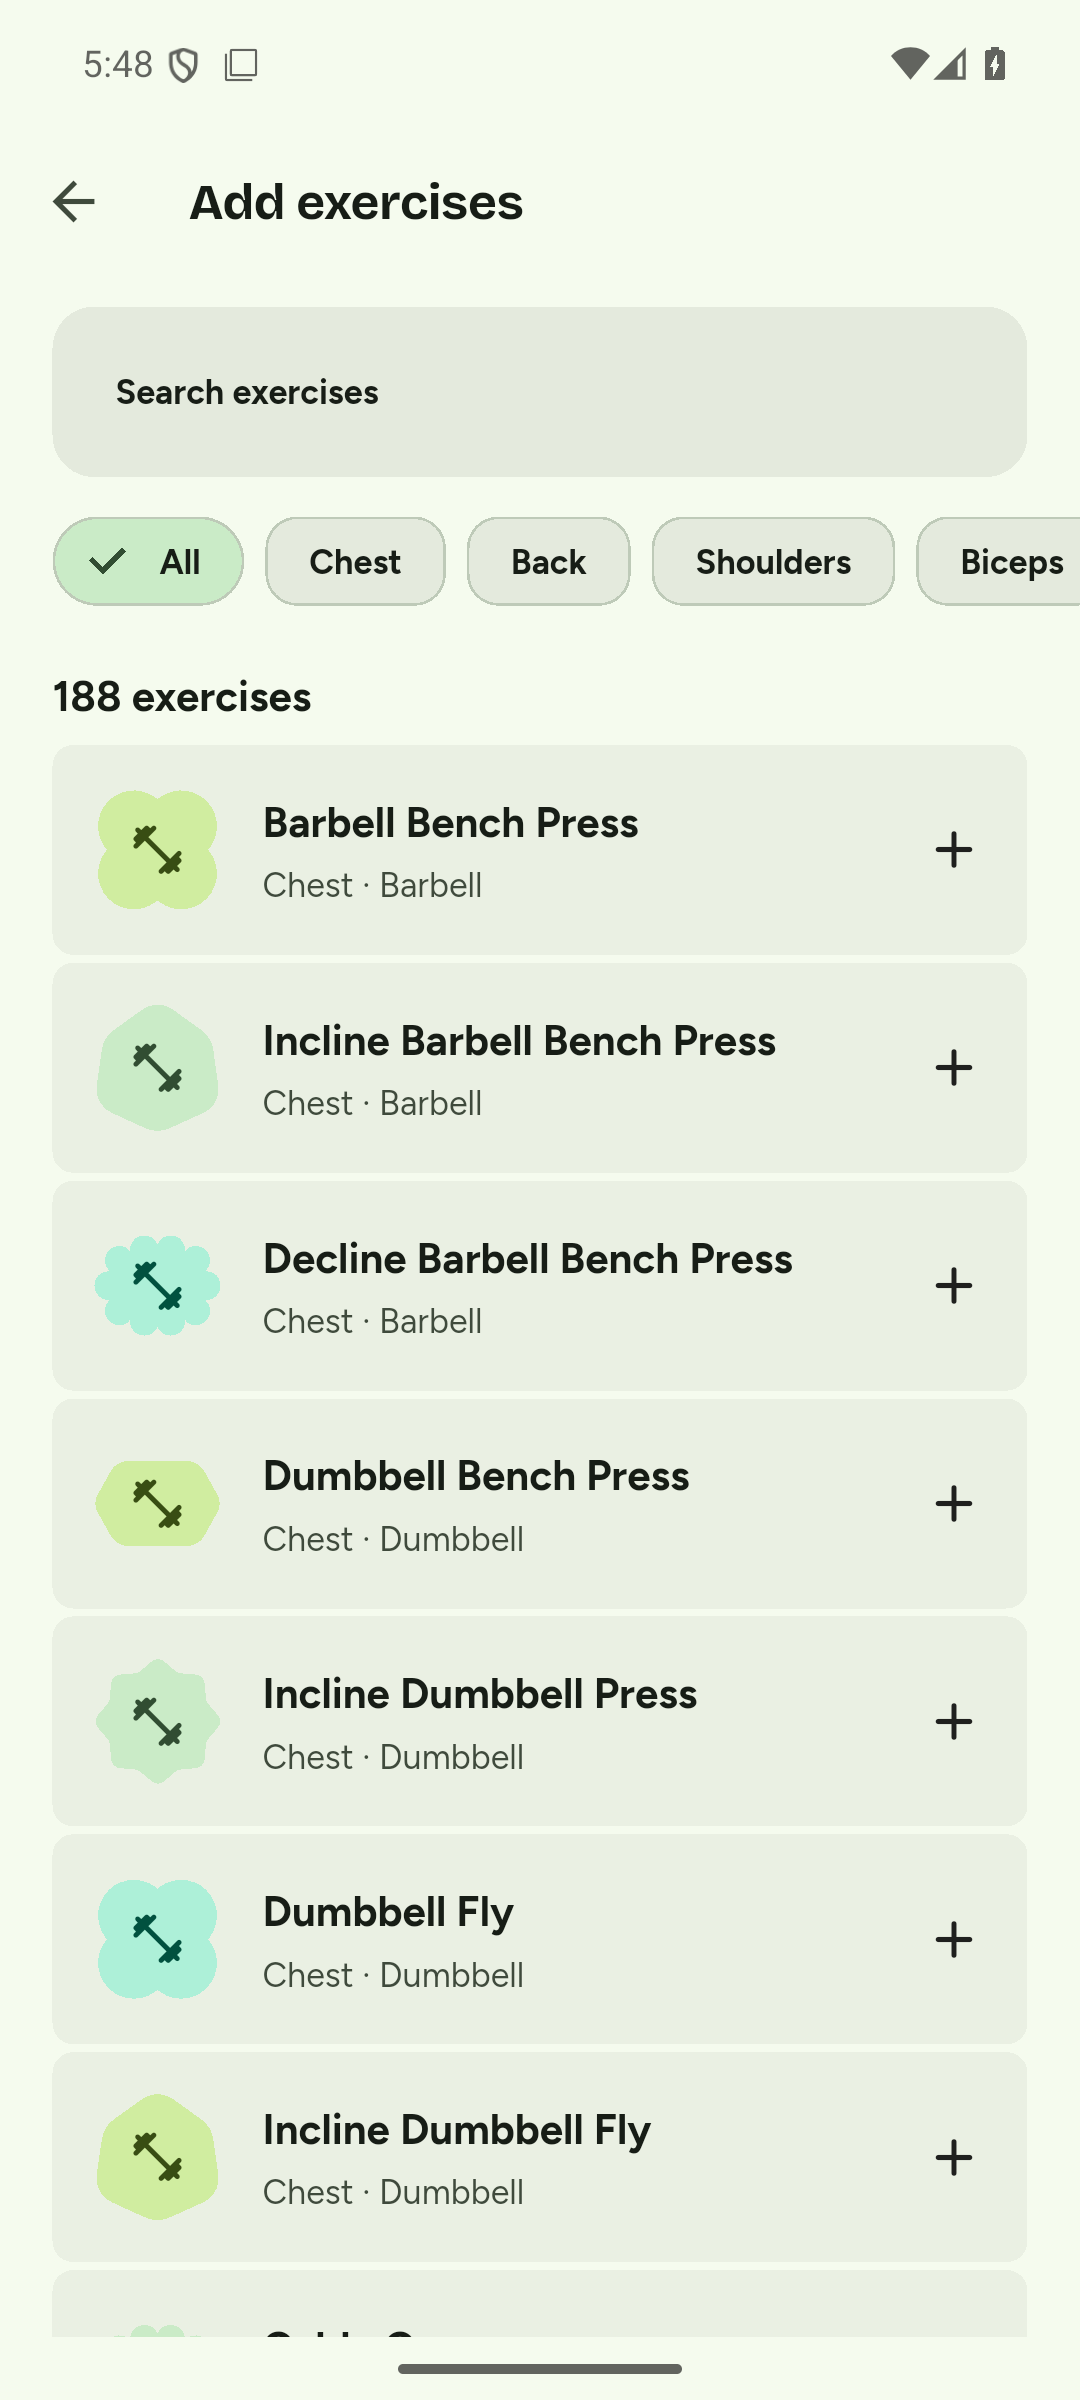 5:48
Add exercises
Search exercises
All Chest Back Shoulders Biceps
188 exercises
Barbell Bench Press
Chest · Barbell
Incline Barbell Bench Press
Chest · Barbell
Decline Barbell Bench Press
Chest · Barbell
Dumbbell Bench Press
Chest · Dumbbell
Incline Dumbbell Press
Chest · Dumbbell
Dumbbell Fly
Chest · Dumbbell
Incline Dumbbell Fly
Chest · Dumbbell